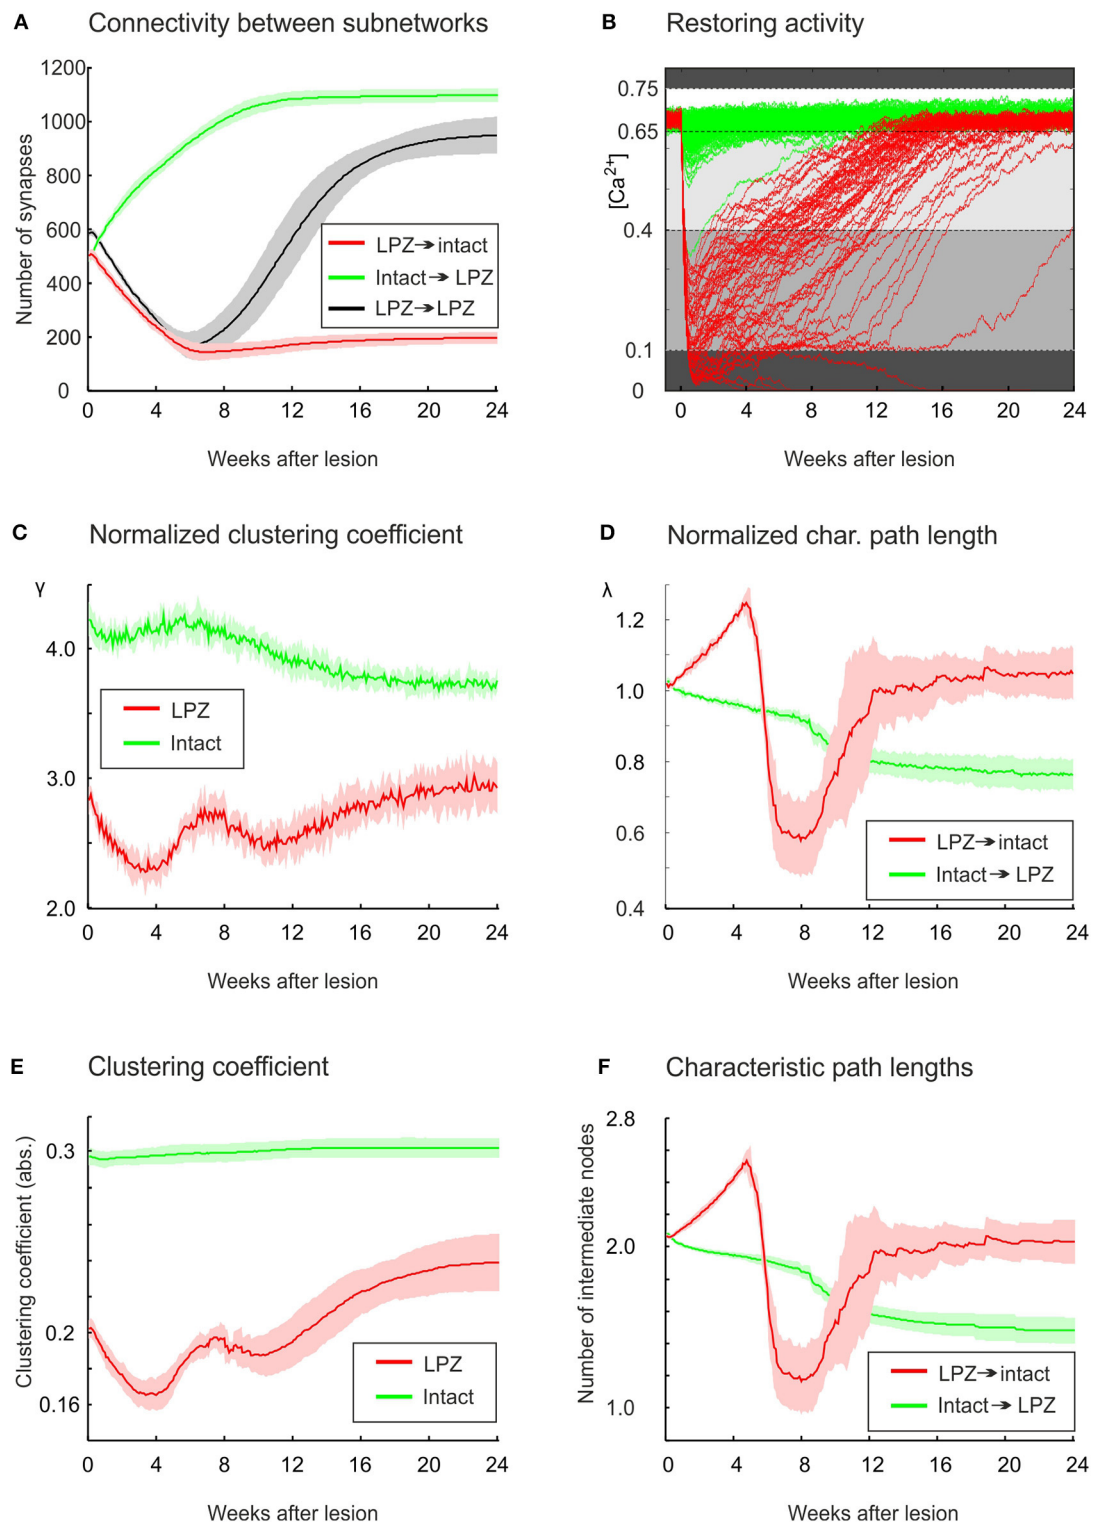 A Connectivity between subnetworks
Number of synapses
1200
1000
800
600
400
200
0
LPZ➔intact
Intact➔LPZ
LPZ➔LPZ
0 4 8 12 16 20 24
Weeks after lesion
B Restoring activity
[Ca2+]
0.75
0.65
0.4
0.1
0
0 4 8 12 16 20 24
Weeks after lesion
C Normalized clustering coefficient
γ
4.0
3.0
2.0
LPZ
Intact
0 4 8 12 16 20 24
Weeks after lesion
D Normalized char. path length
λ
1.2
1.0
0.8
0.6
0.4
LPZ➔intact
Intact➔ LPZ
0 4 8 12 16 20 24
Weeks after lesion
E Clustering coefficient
Clustering coefficient (abs.)
0.3
0.2
0.16
LPZ
Intact
0 4 8 12 16 20 24
Weeks after lesion
F Characteristic path lengths
Number of intermediate nodes
2.8
2.0
1.0
LPZ➔intact
Intact➔ LPZ
0 4 8 12 16 20 24
Weeks after lesion